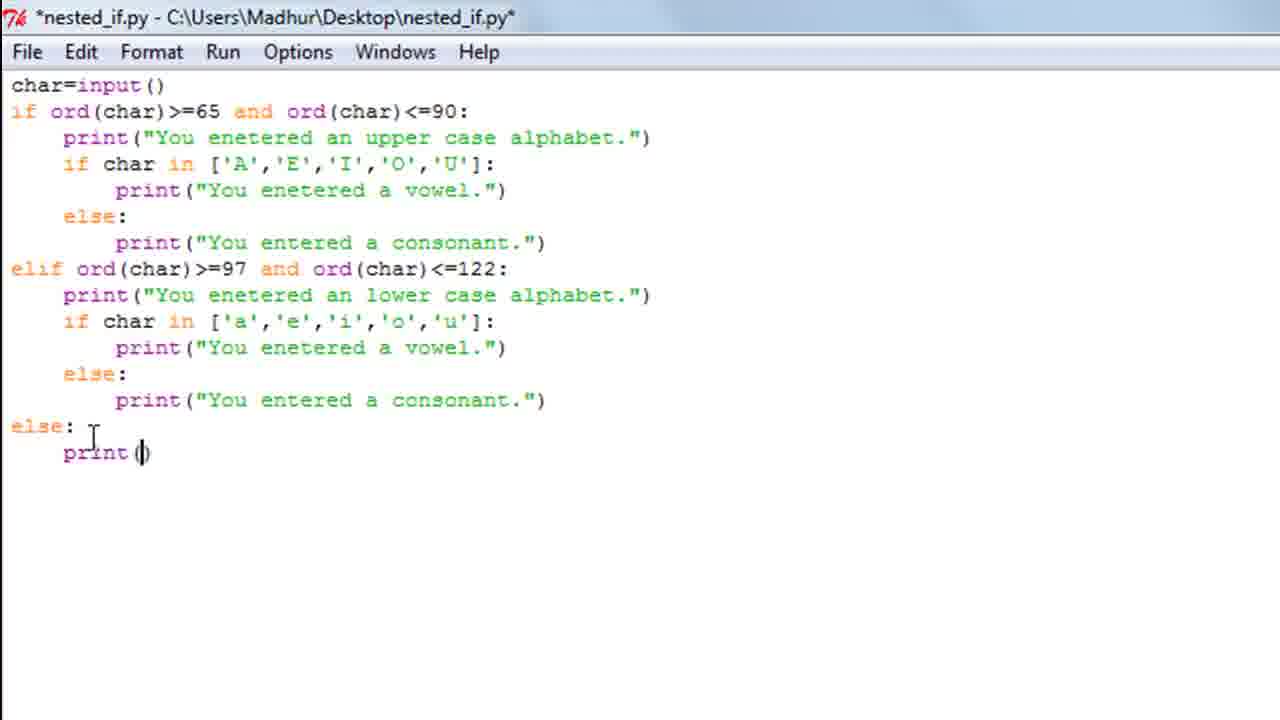 *nested_if.py - C:\Users\Madhur\Desktop\nested_if.py*
File Edit Format Run Options Windows Help
char=input()
if ord(char)>=65 and ord(char)<=90:
    print("You enetered an upper case alphabet.")
    if char in ['A','E','I','O','U']:
        print("You enetered a vowel.")
    else:
        print("You entered a consonant.")
elif ord(char)>=97 and ord(char)<=122:
    print("You enetered an lower case alphabet.")
    if char in ['a','e','i','o','u']:
        print("You enetered a vowel.")
    else:
        print("You entered a consonant.")
else:
    print()